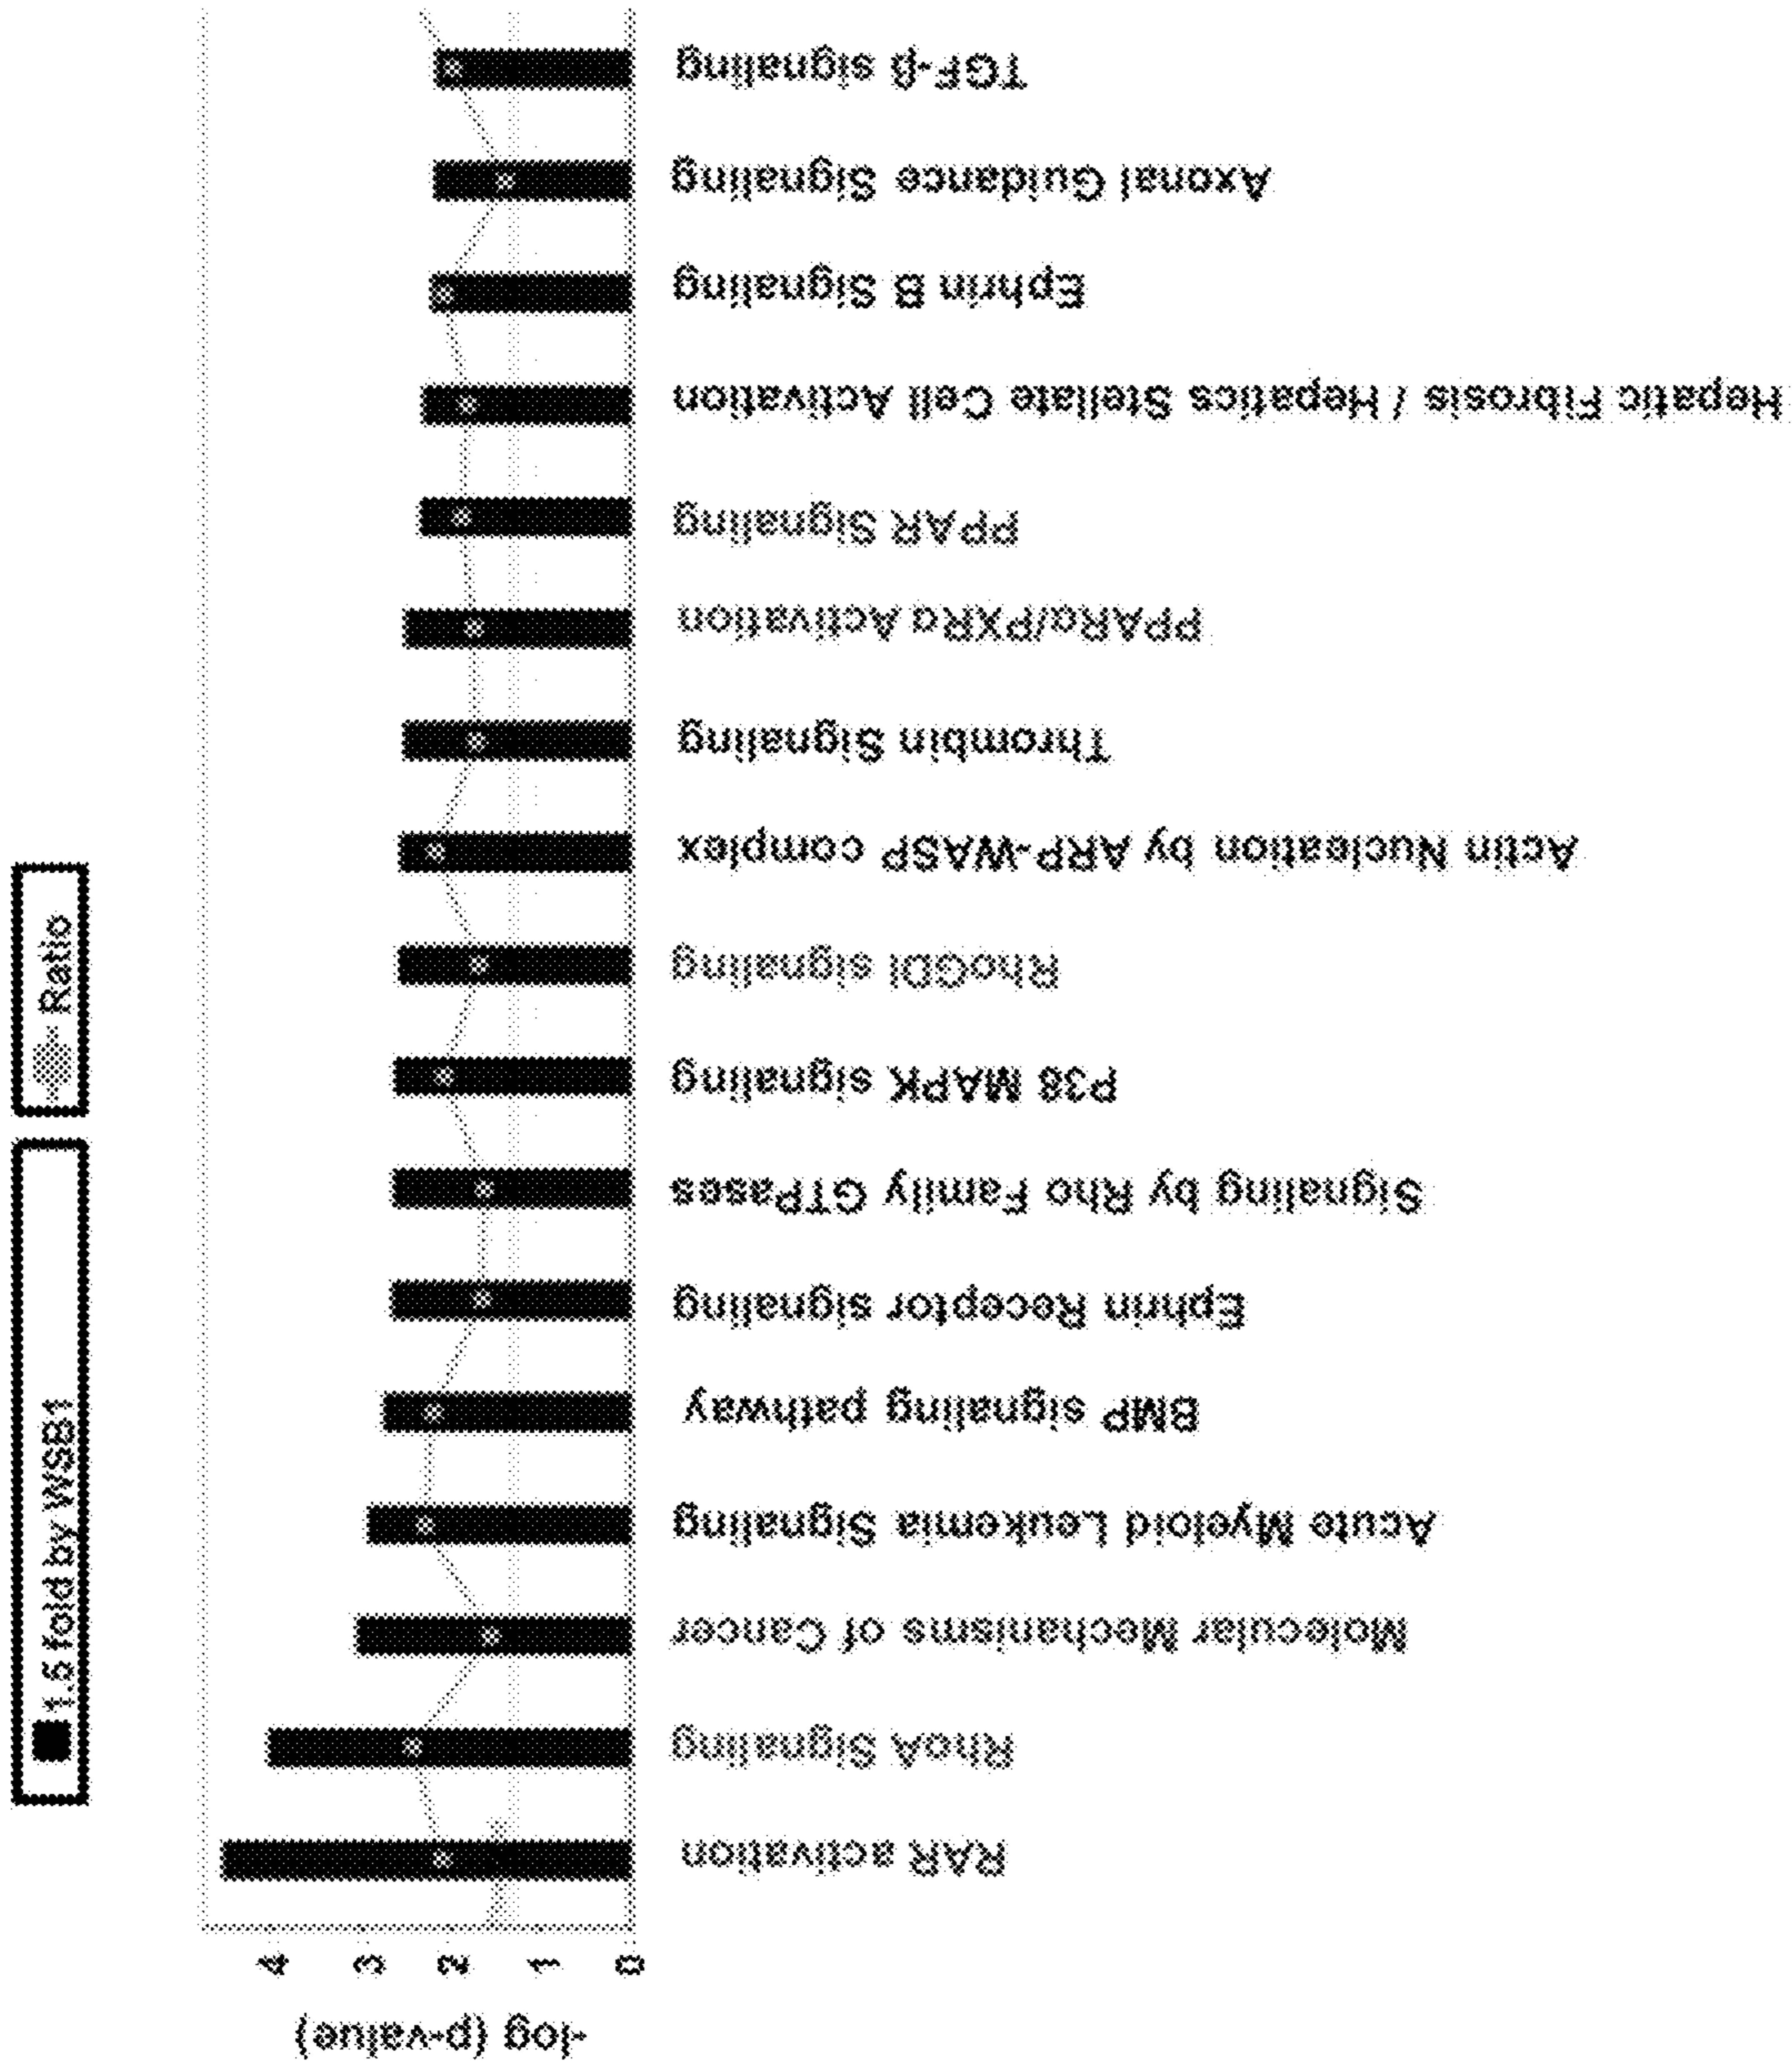 1.5 fold by WSB1
Ratio
-log (p-value)
4
3
2
1
0
RAR activation
RhoA Signaling
Molecular Mechanisms of Cancer
Acute Myeloid Leukemia Signaling
BMP signaling pathway
Ephrin Receptor signaling
Signaling by Rho Family GTPases
P38 MAPK signaling
RhoGDI signaling
Actin Nucleation by ARP-WASP complex
Thrombin Signaling
PPARα/PXRα Activation
PPAR Signaling
Hepatic Fibrosis / Hepatics Stellate Cell Activation
Ephrin B Signaling
Axonal Guidance Signaling
TGF-β signaling